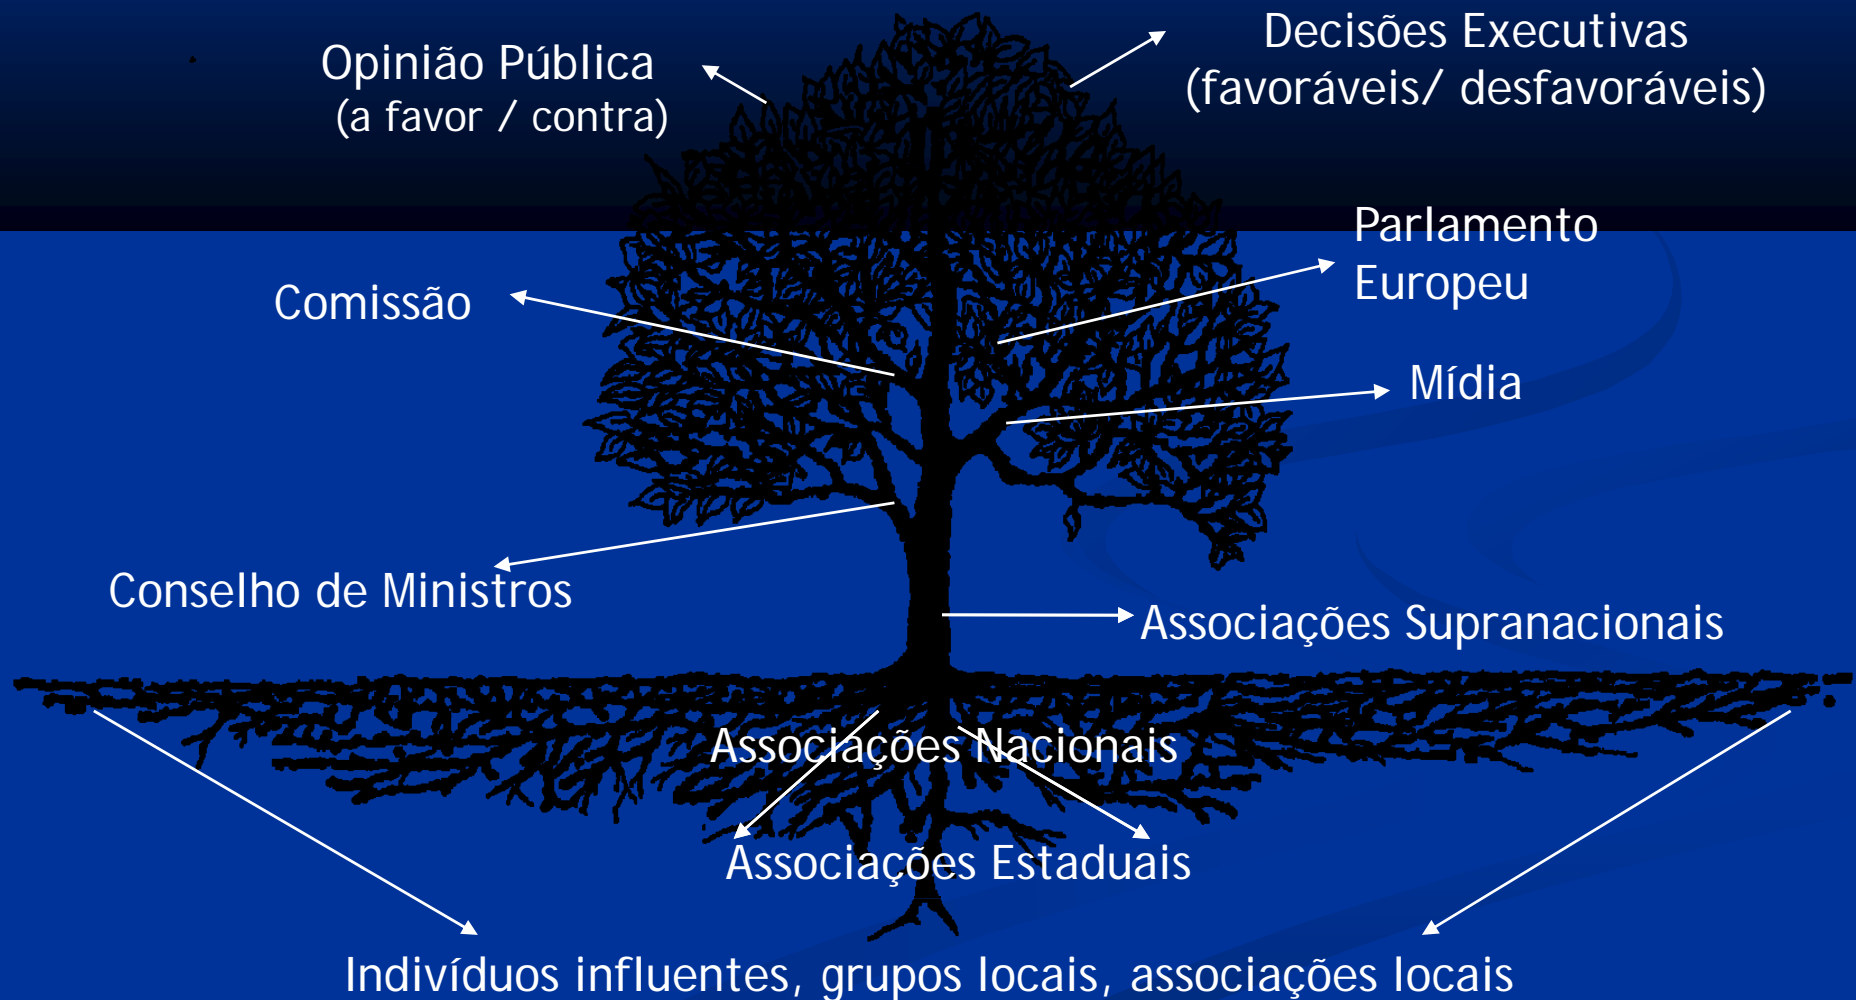 Opinião Pública
(a favor / contra)
Decisões Executivas
(favoráveis/ desfavoráveis)
Parlamento
Europeu
Comissão
Mídia
Conselho de Ministros
Associações Supranacionais
Associações Nacionais
Associações Estaduais
Indivíduos influentes, grupos locais, associações locais